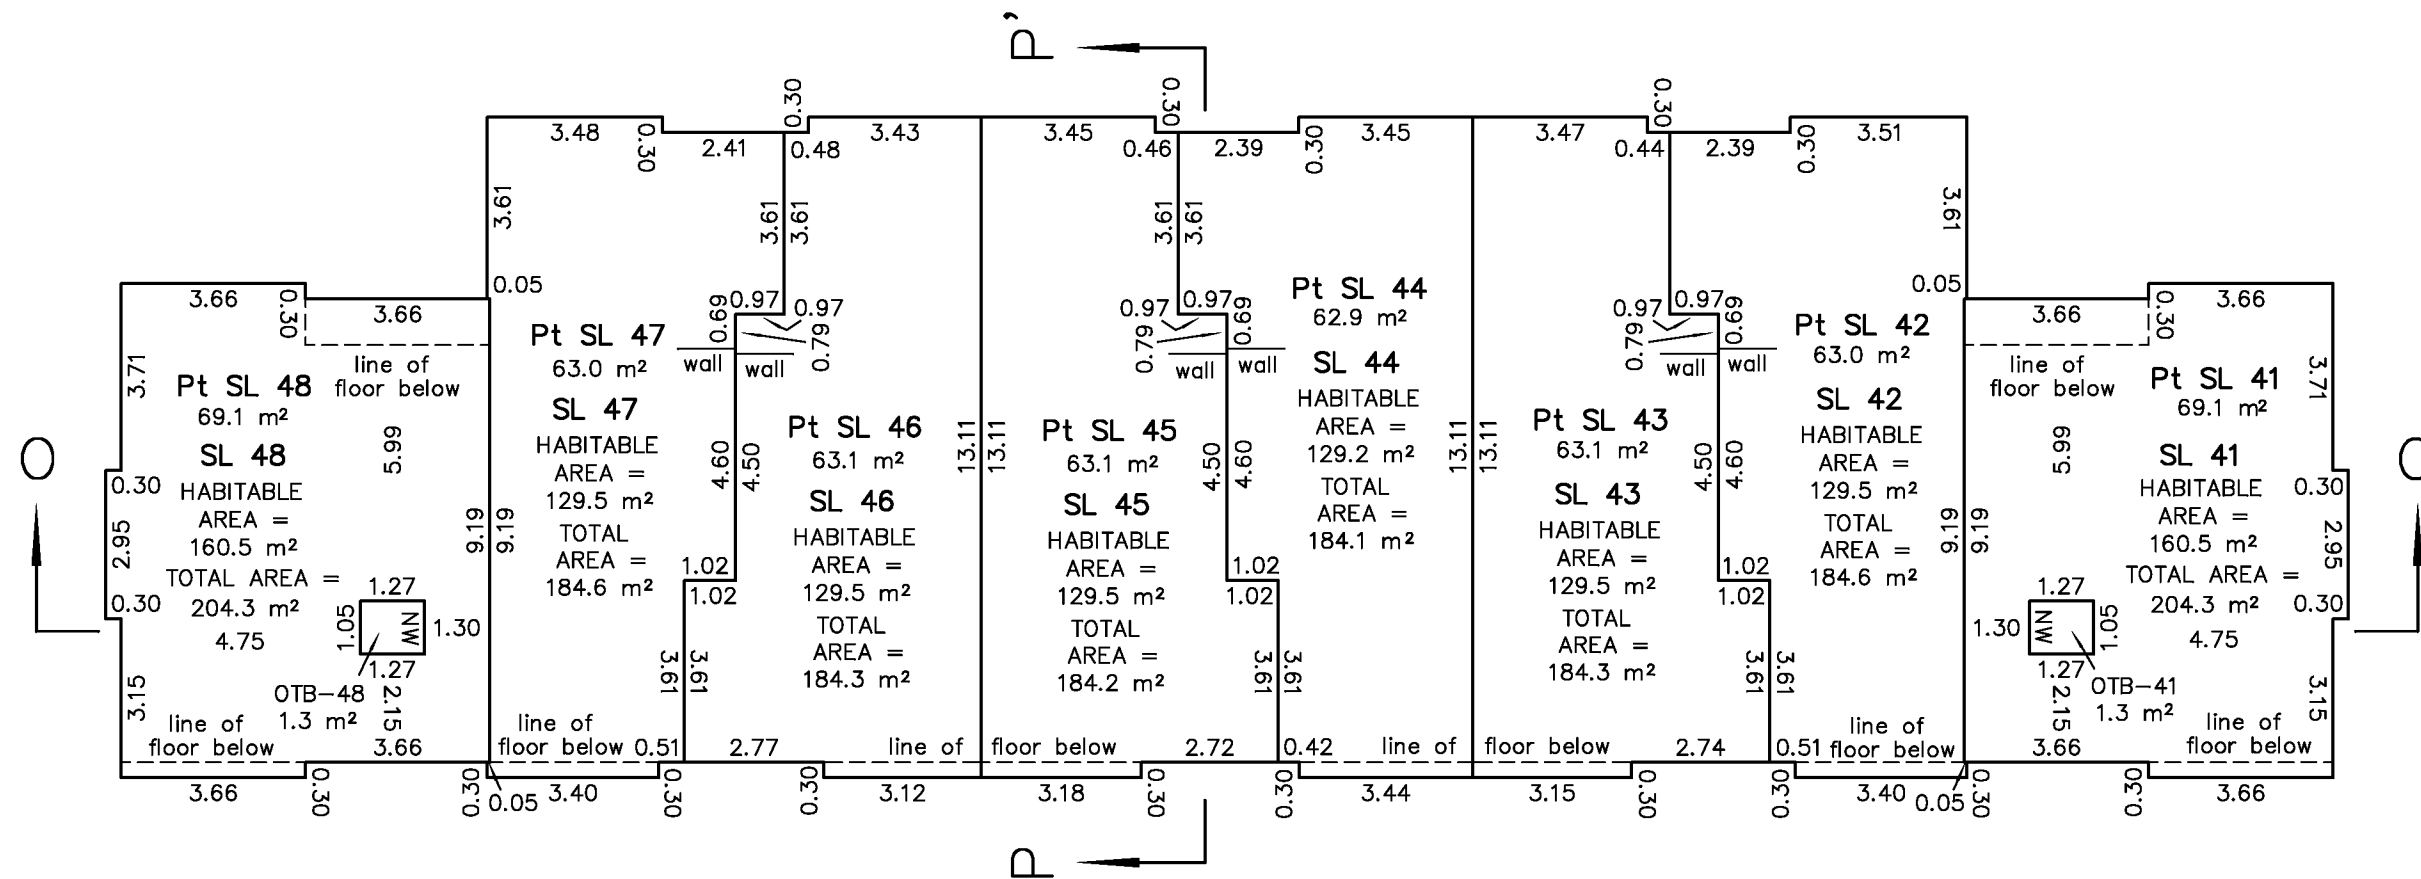 P'
0.30
0.30
0.30
3.48
0.30
2.41
0.48
3.43
3.45
0.46
2.39
0.30
3.45
3.47
0.44
2.39
0.30
3.51
3.61
3.61
3.61
3.61
3.61
3.61
3.66
0.30
3.66
0.05
0.05
3.66
0.30
3.66
line of
floor below
3.71
Pt SL 48
69.1 m²
SL 48
HABITABLE
AREA =
160.5 m²
TOTAL AREA =
204.3 m²
4.75
5.99
0.30
2.95
0.30
O
1.27
1.05
NW
1.30
1.27
OTB-48
1.3 m²
2.15
3.15
line of
floor below
3.66
3.66
0.30
0.30
0.05
9.19
9.19
Pt SL 47
63.0 m²
SL 47
HABITABLE
AREA =
129.5 m²
TOTAL
AREA =
184.6 m²
0.69
0.97
0.97
0.79
wall
wall
4.60
4.50
1.02
1.02
3.61
3.61
line of
floor below
0.51
3.40
0.30
Pt SL 46
63.1 m²
SL 46
HABITABLE
AREA =
129.5 m²
TOTAL
AREA =
184.3 m²
13.11
13.11
2.77
line of
0.30
3.12
Pt SL 45
63.1 m²
SL 45
HABITABLE
AREA =
129.5 m²
TOTAL
AREA =
184.2 m²
0.97
0.97
0.69
0.79
wall
wall
4.50
4.60
1.02
1.02
3.61
3.61
floor below
2.72
3.18
0.30
Pt SL 44
62.9 m²
SL 44
HABITABLE
AREA =
129.2 m²
TOTAL
AREA =
184.1 m²
13.11
13.11
0.42
line of
0.30
3.44
Pt SL 43
63.1 m²
SL 43
HABITABLE
AREA =
129.5 m²
TOTAL
AREA =
184.3 m²
0.97
0.97
0.69
0.79
wall
wall
4.50
4.60
1.02
1.02
3.61
3.61
floor below
2.74
3.15
0.30
Pt SL 42
63.0 m²
SL 42
HABITABLE
AREA =
129.5 m²
TOTAL
AREA =
184.6 m²
9.19
9.19
0.51
line of
floor below
0.30
3.40
0.05
0.30
line of
floor below
Pt SL 41
69.1 m²
SL 41
HABITABLE
AREA =
160.5 m²
TOTAL AREA =
204.3 m²
4.75
3.71
5.99
0.30
2.95
0.30
1.27
1.30
NW
1.05
1.27
OTB-41
1.3 m²
2.15
3.15
line of
floor below
3.66
0.30
3.66
O
P